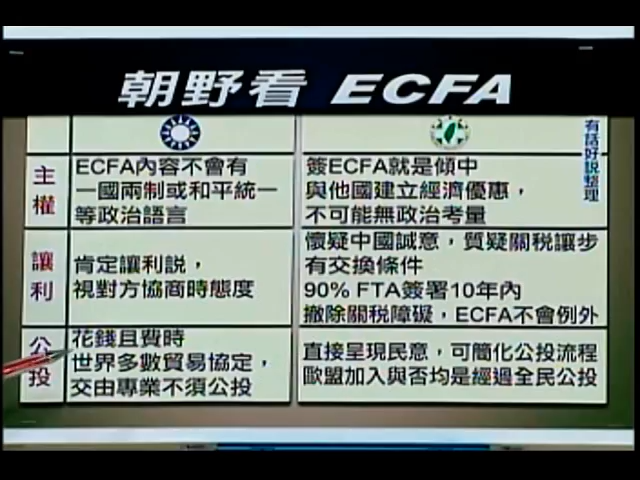 朝野看 ECFA
有話好說整理
主權
ECFA內容不會有
一國兩制或和平統一
等政治語言
簽ECFA就是傾中
與他國建立經濟優惠，
不可能無政治考量
讓利
肯定讓利說，
視對方協商時態度
懷疑中國誠意，質疑關稅讓步
有交換條件
90% FTA簽署10年內
撤除關稅障礙，ECFA不會例外
公投
花錢且費時
世界多數貿易協定，
交由專業不須公投
直接呈現民意，可簡化公投流程
歐盟加入與否均是經過全民公投